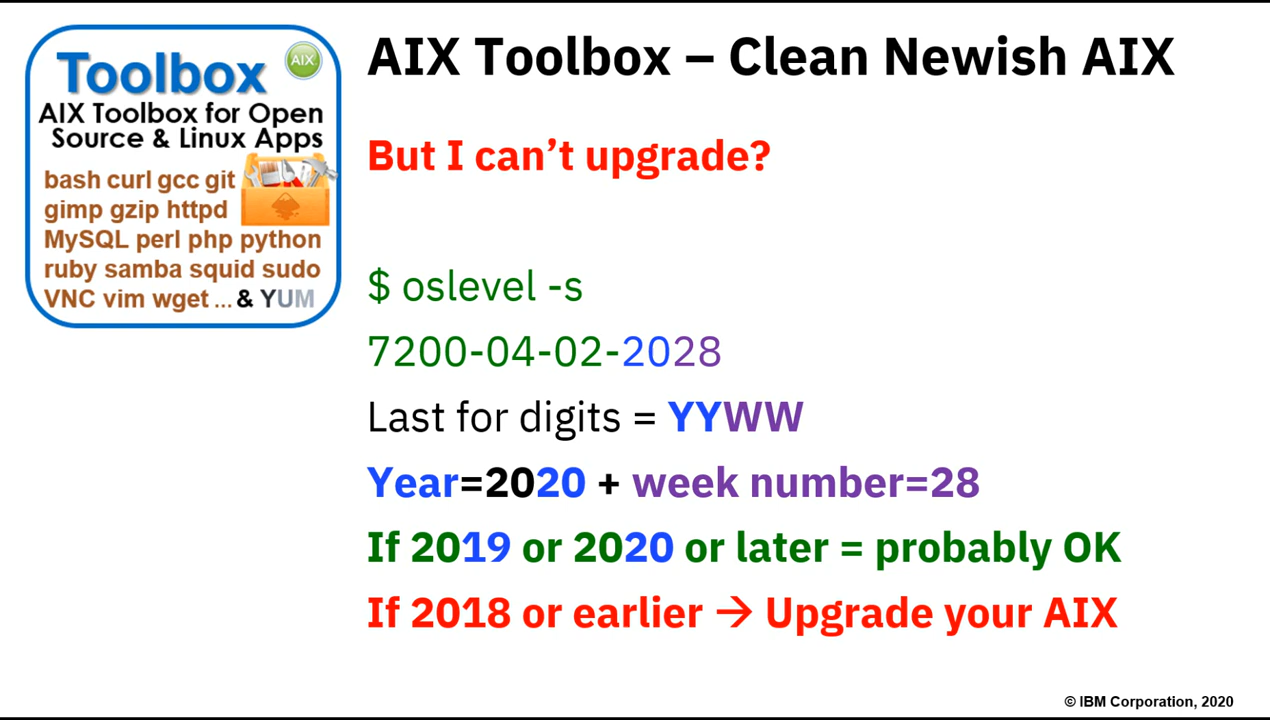 Toolbox
AIX
AIX Toolbox for Open
Source & Linux Apps
bash curl gcc git
gimp gzip httpd
MySQL perl php python
ruby samba squid sudo
VNC vim wget ... & YUM
AIX Toolbox – Clean Newish AIX
But I can’t upgrade?
$ oslevel -s
7200-04-02-2028
Last for digits = YYWW
Year=2020 + week number=28
If 2019 or 2020 or later = probably OK
If 2018 or earlier → Upgrade your AIX
© IBM Corporation, 2020